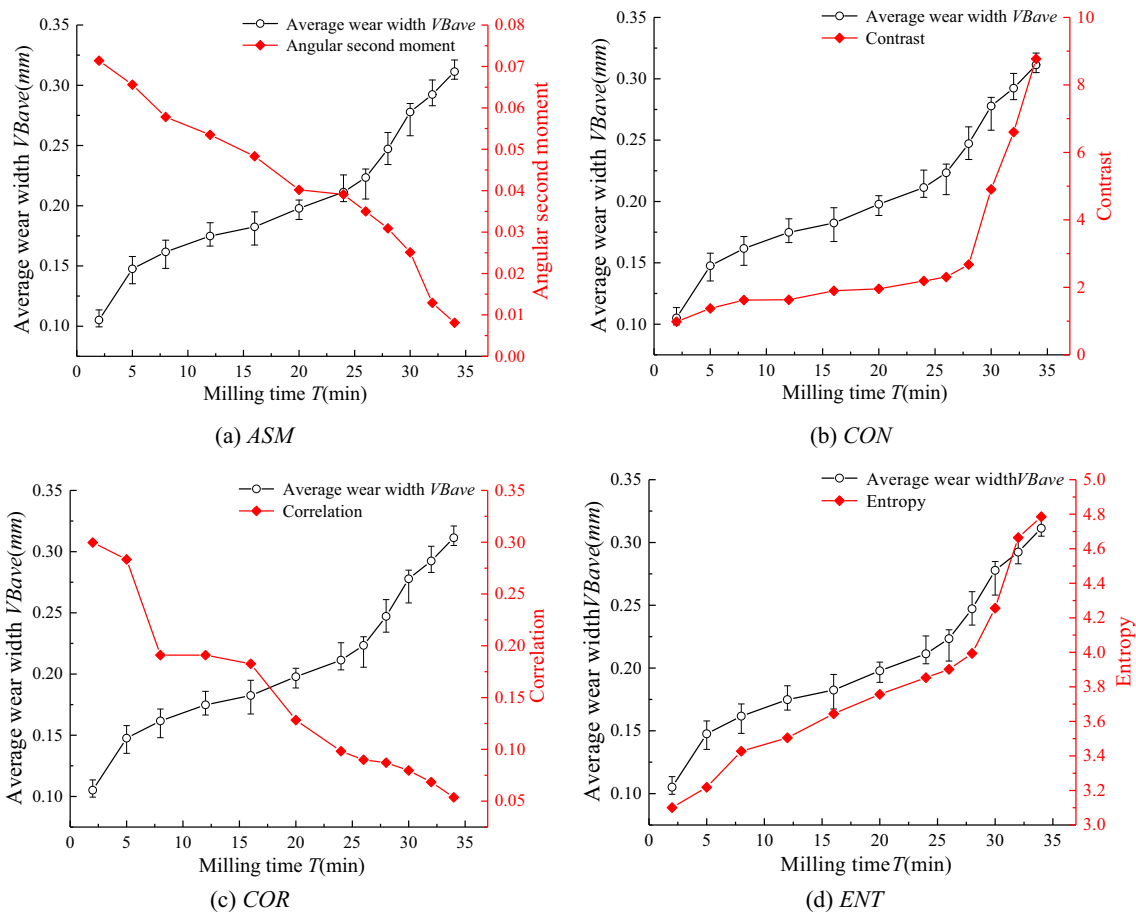 Average wear width VBave
Angular second moment
Average wear width VBave(mm)
0.35
0.30
0.25
0.20
0.15
0.10
0.08
0.07
0.06
0.05
0.04
0.03
0.02
0.01
0.00
Angular second moment
0 5 10 15 20 25 30 35
Milling time T(min)
(a) ASM
Average wear width VBave
Contrast
Average wear width VBave(mm)
0.35
0.30
0.25
0.20
0.15
0.10
10
8
6
4
2
0
Contrast
0 5 10 15 20 25 30 35
Milling time T(min)
(b) CON
Average wear width VBave
Correlation
Average wear width VBave(mm)
0.35
0.30
0.25
0.20
0.15
0.10
0.35
0.30
0.25
0.20
0.15
0.10
0.05
Correlation
0 5 10 15 20 25 30 35
Milling time T(min)
(c) COR
Average wear widthVBave
Entropy
Average wear widthVBave(mm)
0.35
0.30
0.25
0.20
0.15
0.10
5.0
4.8
4.6
4.4
4.2
4.0
3.8
3.6
3.4
3.2
3.0
Entropy
0 5 10 15 20 25 30 35
Milling time T(min)
(d) ENT